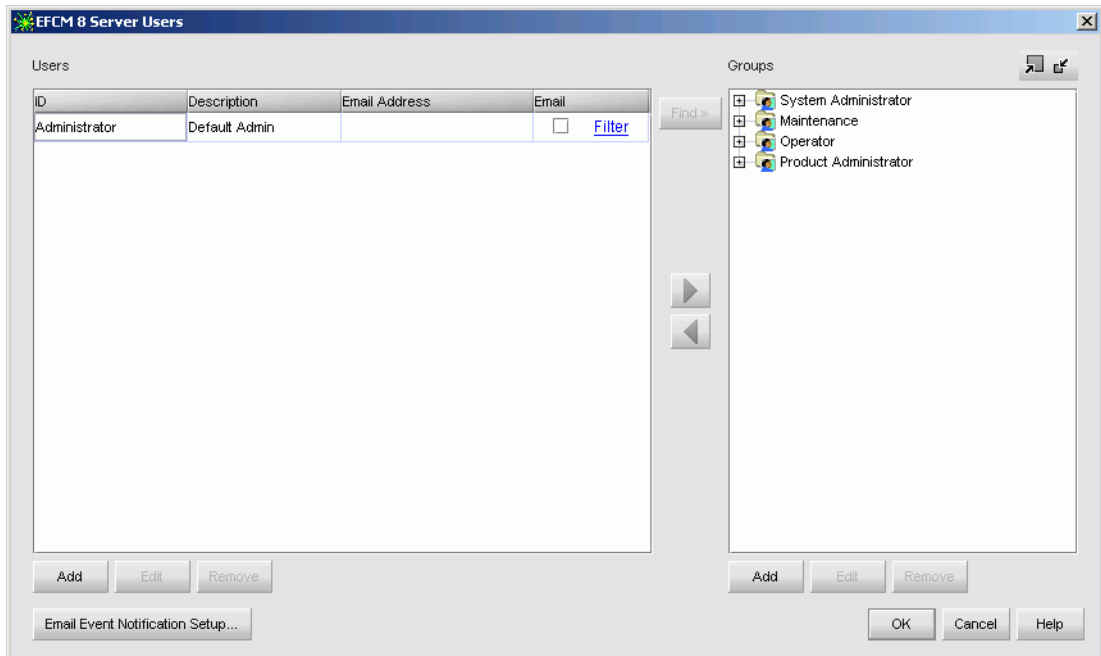 EFCM 8 Server Users
Users
Groups
ID Description Email Address Email
Administrator Default Admin Filter
Find >
System Administrator
Maintenance
Operator
Product Administrator
Add Edit Remove
Add Edit Remove
Email Event Notification Setup...
OK Cancel Help